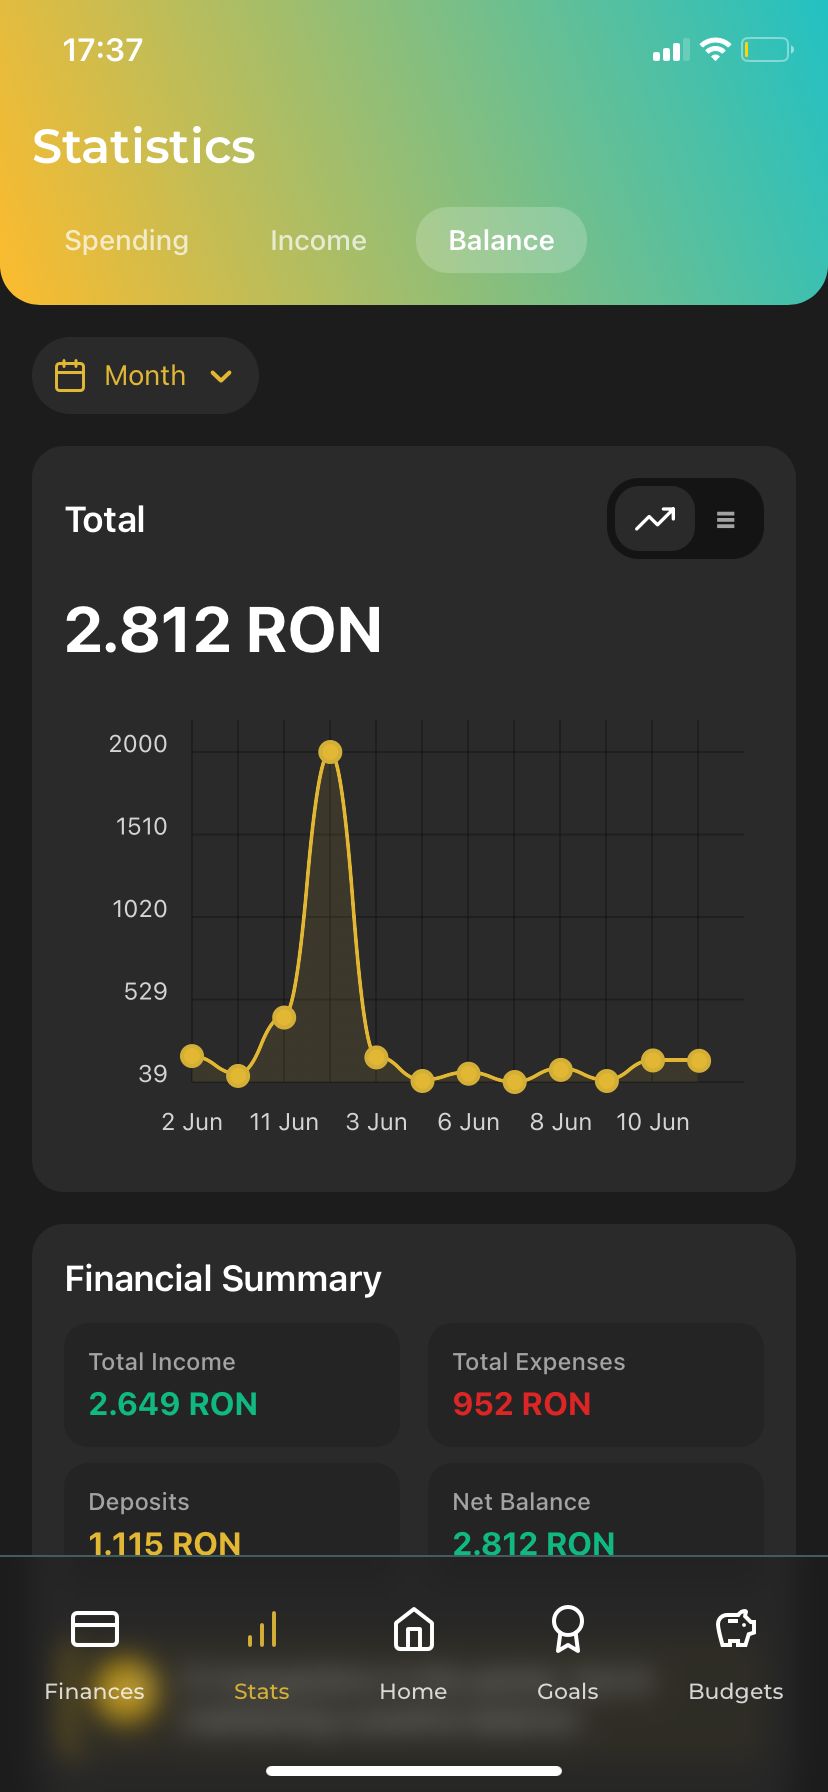 17:37
Statistics
Spending Income Balance
Month
Total
2.812 RON
2000
1510
1020
529
39
2 Jun 11 Jun 3 Jun 6 Jun 8 Jun 10 Jun
Financial Summary
Total Income Total Expenses
2.649 RON 952 RON
Deposits Net Balance
1.115 RON 2.812 RON
Finances Stats Home Goals Budgets